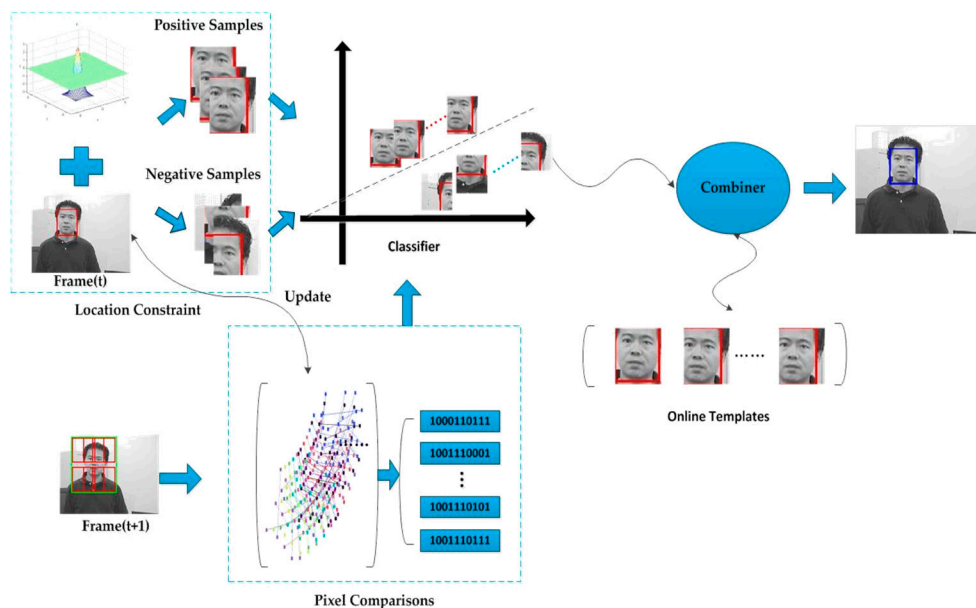 Positive Samples
Negative Samples
Frame(t)
Location Constraint
Update
Classifier
Combiner
Online Templates
Frame(t+1)
1000110111
1001110001
1001110101
1001110111
Pixel Comparisons